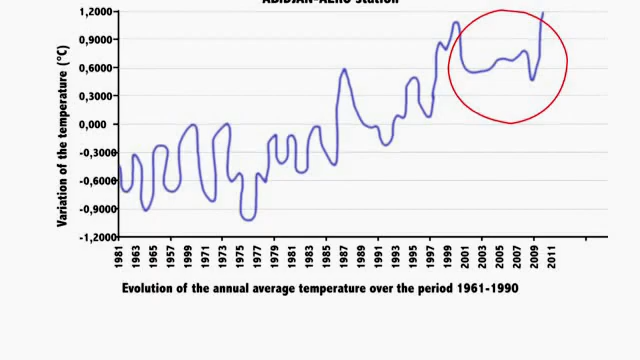 ABIDJAN-AERO station
1,2000
0,9000
0,6000
0,3000
0,000
-0,3000
-0,6000
-0,9000
-1,2000
Variation of the temperature (°C)
1981 1963 1965 1957 1999 1971 1973 1975 1977 1979 1981 1983 1985 1987 1989 1991 1993 1995 1997 1999 2001 2003 2005 2007 2009 2011
Evolution of the annual average temperature over the period 1961-1990